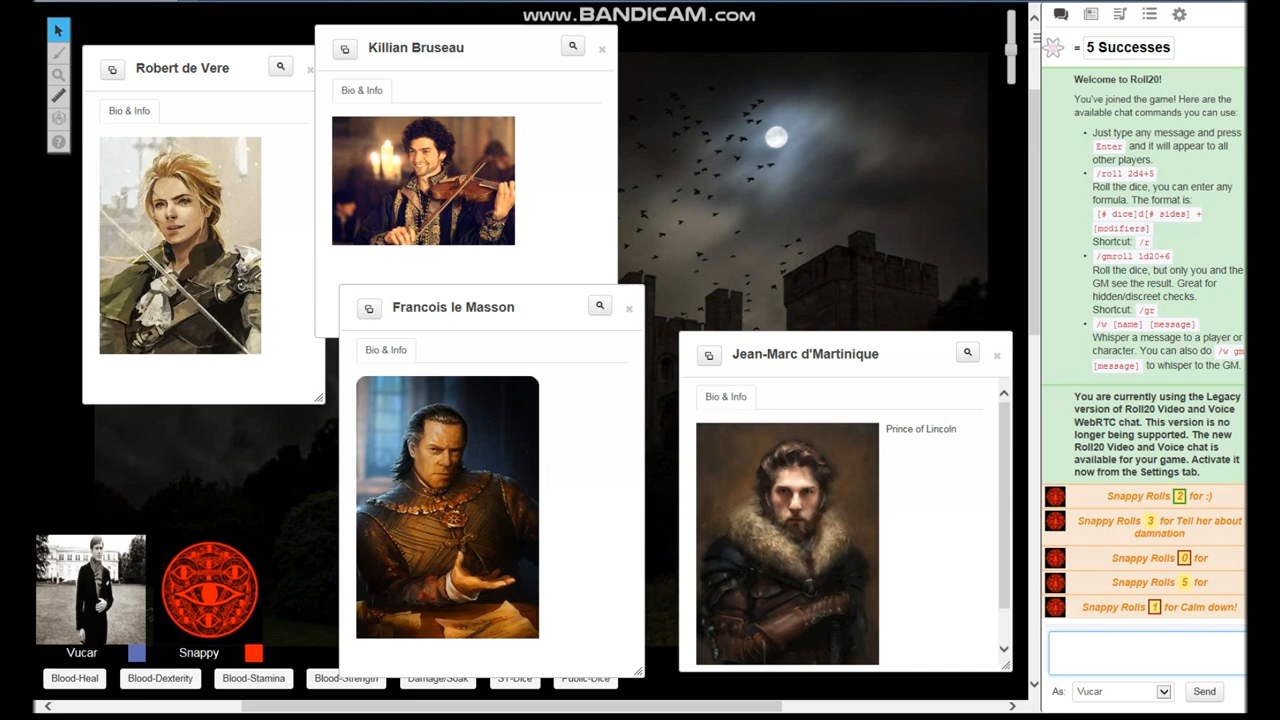 www.BANDICAM.com
Robert de Vere
Bio & Info
Killian Bruseau
Bio & Info
Francois le Masson
Bio & Info
Jean-Marc d'Martinique
Bio & Info
Prince of Lincoln
Vucar
Snappy
Blood-Heal
Blood-Dexterity
Blood-Stamina
Blood-Strength
Damage/Soak
ST-Dice
Public-Dice
= 5 Successes
Welcome to Roll20!
You've joined the game! Here are the
available chat commands you can use:
• Just type any message and press
Enter and it will appear to all
other players.
• /roll 2d4+5
Roll the dice, you can enter any
formula. The format is:
[# dice]d[# sides] +
[modifiers]
Shortcut: /r
• /gmroll 1d20+6
Roll the dice, but only you and the
GM see the result. Great for
hidden/discreet checks.
Shortcut: /gr
• /w [name] [message]
Whisper a message to a player or
character. You can also do /w gm
[message] to whisper to the GM.
You are currently using the Legacy
version of Roll20 Video and Voice
WebRTC chat. This version is no
longer being supported. The new
Roll20 Video and Voice chat is
available for your game. Activate it
now from the Settings tab.
Snappy Rolls 2 for :)
Snappy Rolls 3 for Tell her about
damnation
Snappy Rolls 0 for
Snappy Rolls 5 for
Snappy Rolls 1 for Calm down!
As: Vucar Send